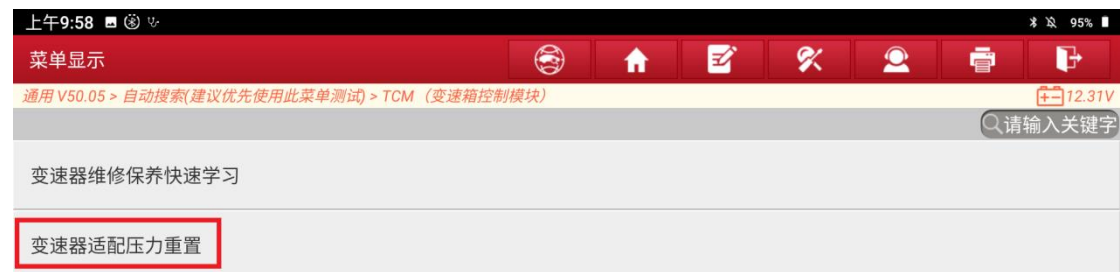 上午9:58 95%
菜单显示
通用 V50.05 > 自动搜索(建议优先使用此菜单测试) > TCM（变速箱控制模块） 12.31V
请输入关键字
变速器维修保养快速学习
变速器适配压力重置